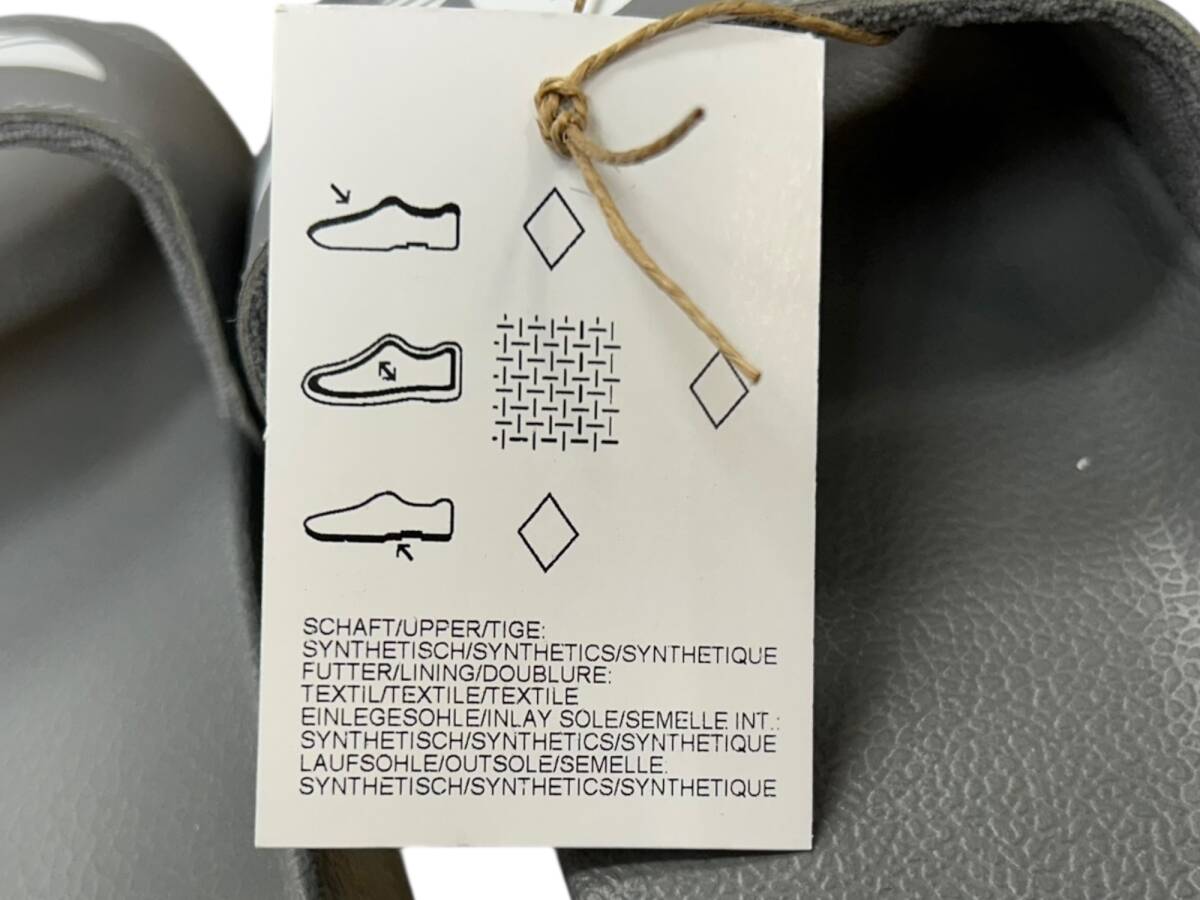 SCHAFT/UPPER/TIGE:
SYNTHETISCH/SYNTHETICS/SYNTHETIQUE
FUTTER/LINING/DOUBLURE:
TEXTIL/TEXTILE/TEXTILE
EINLEGESOHLE/INLAY SOLE/SEMELLE INT.:
SYNTHETISCH/SYNTHETICS/SYNTHETIQUE
LAUFSOHLE/OUTSOLE/SEMELLE:
SYNTHETISCH/SYNTHETICS/SYNTHETIQUE